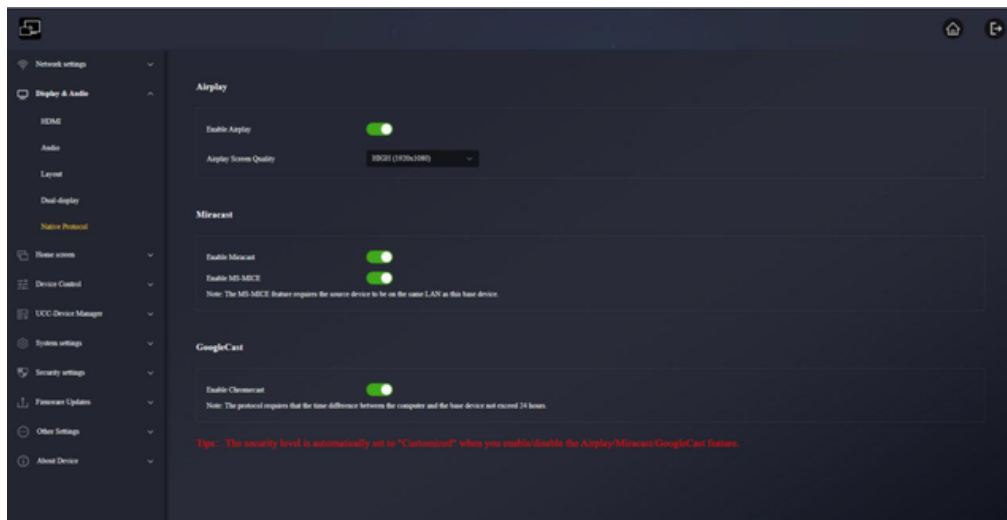 Network settings
Display & Audio
HDMI
Audio
Layout
Dual-display
Native Protocol
Home screen
Device Control
UCC-Device Manager
System settings
Security settings
Firmware Updates
Other Settings
About Device
Airplay
Enable Airplay
Airplay Screen Quality HIGH (1920x1080)
Miracast
Enable Miracast
Enable MS-MICE
Note: The MS-MICE feature requires the source device to be on the same LAN as this base device.
GoogleCast
Enable Chromecast
Note: The protocol requires that the time difference between the computer and the base device not exceed 24 hours.
Tips: The security level is automatically set to "Customized" when you enable/disable the Airplay/Miracast/GoogleCast feature.